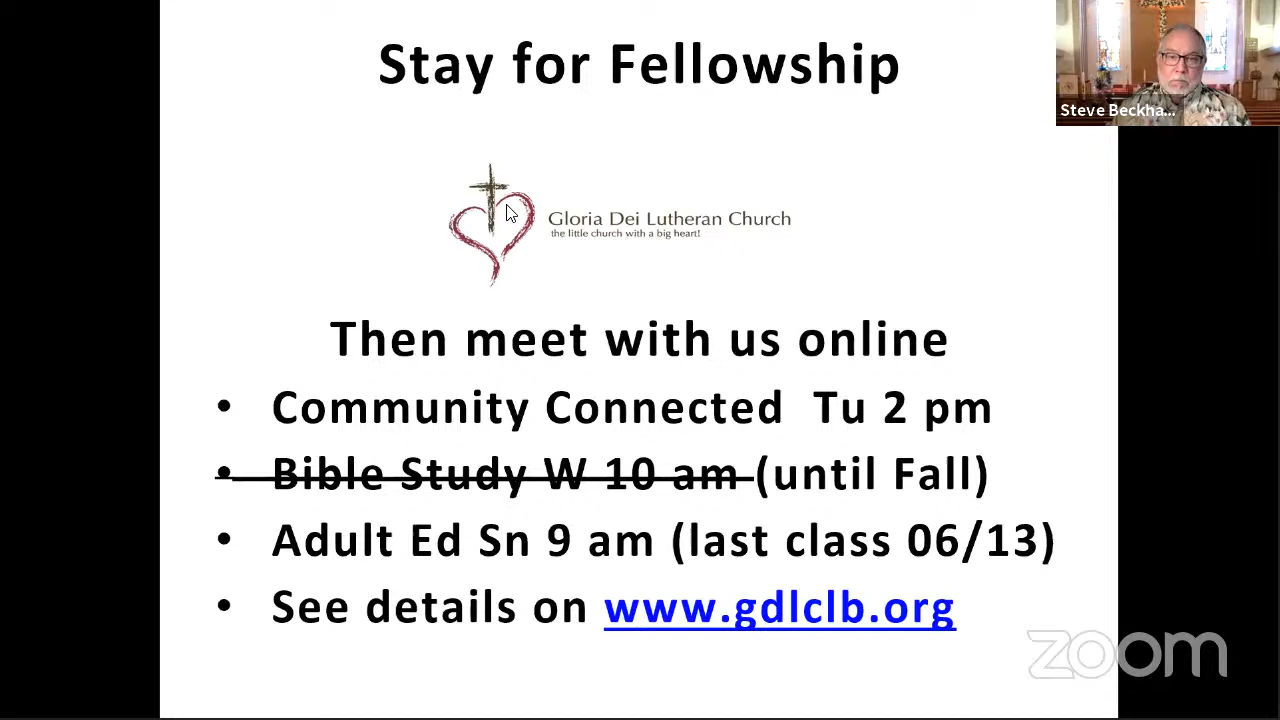 Stay for Fellowship
Steve Beckha...
Gloria Dei Lutheran Church
the little church with a big heart!
Then meet with us online
• Community Connected Tu 2 pm
• Bible Study W 10 am (until Fall)
• Adult Ed Sn 9 am (last class 06/13)
• See details on www.gdlclb.org
zoom